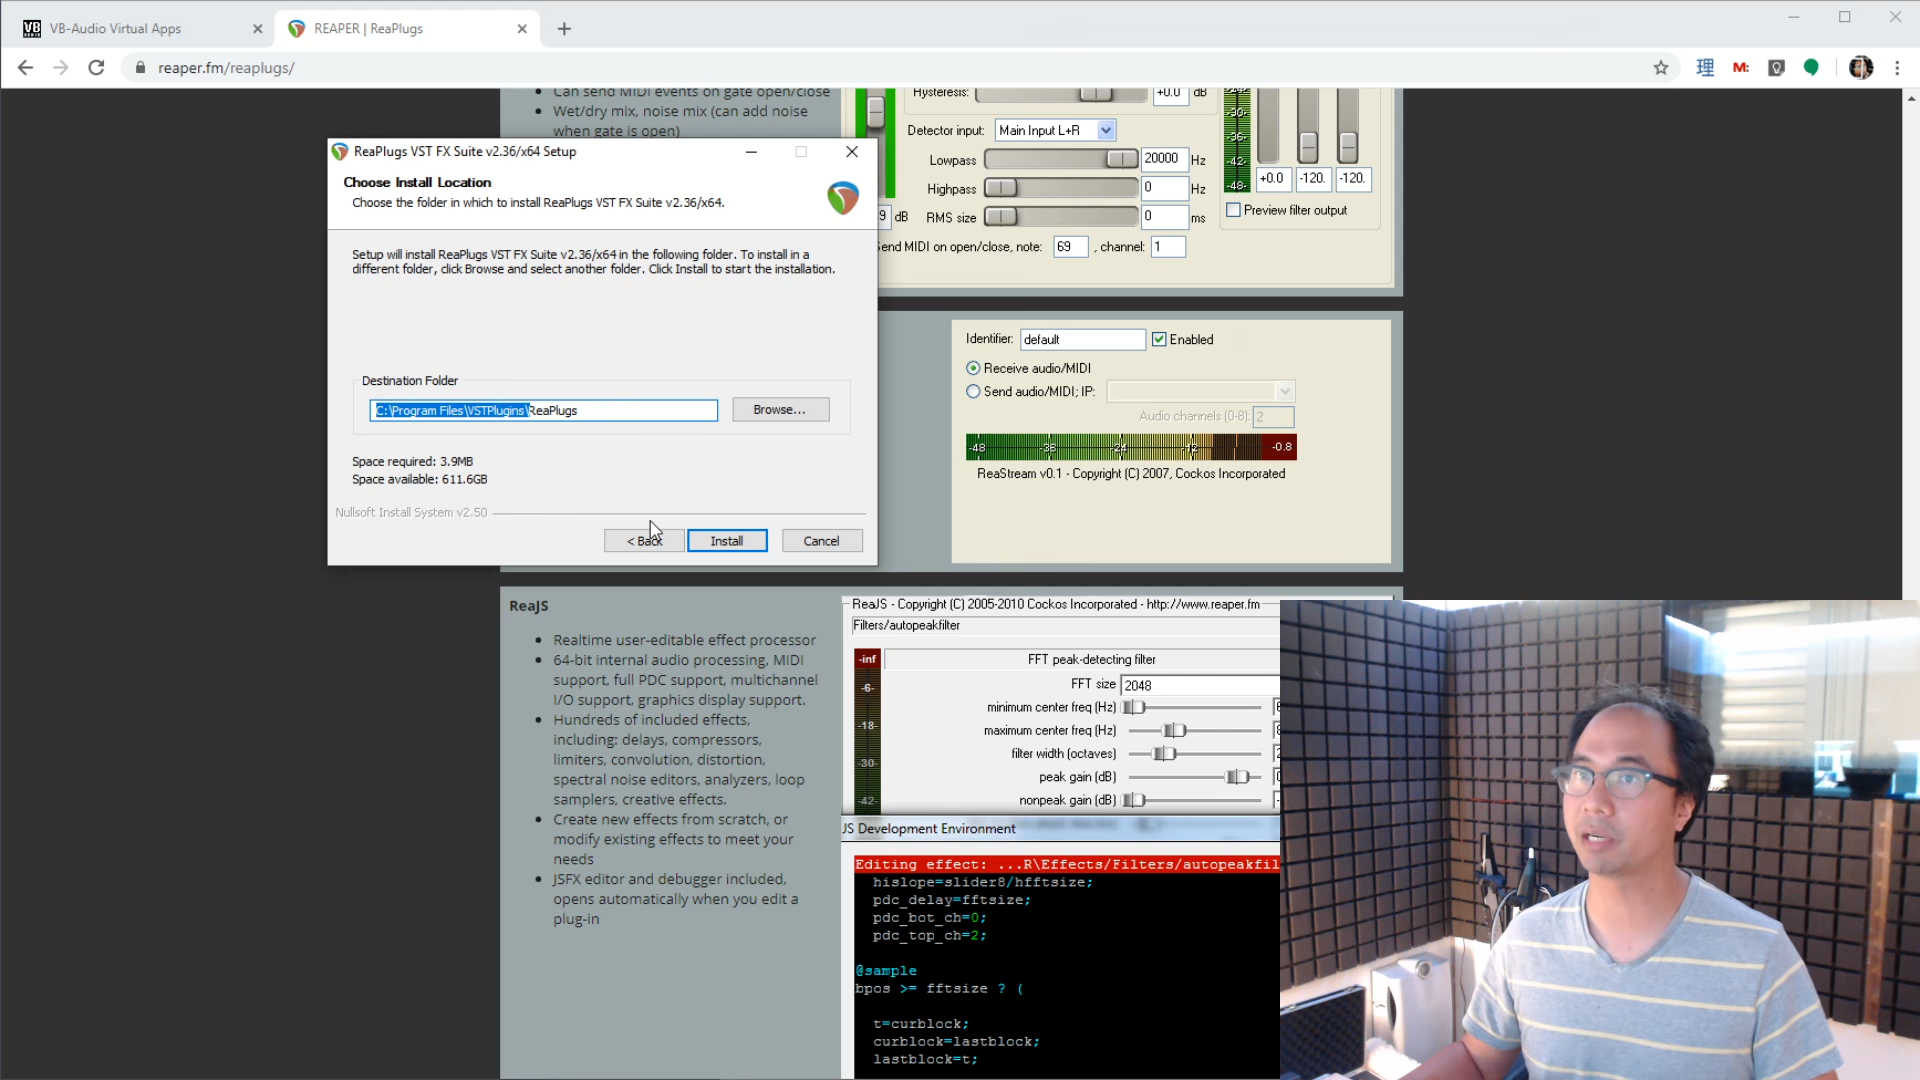 VB-Audio Virtual Apps
REAPER | ReaPlugs
reaper.fm/reaplugs/
Can send MIDI events on gate open/close
Wet/dry mix, noise mix (can add noise
when gate is open)
Hysteresis: +0.0 dB
Detector input: Main Input L+R
Lowpass 20000 Hz
Highpass 0 Hz
9 dB RMS size 0 ms
Send MIDI on open/close, note: 69 , channel: 1
-30-
-36-
-42-
-48-
+0.0 -120. -120.
Preview filter output
ReaPlugs VST FX Suite v2.36/x64 Setup
Choose Install Location
Choose the folder in which to install ReaPlugs VST FX Suite v2.36/x64.
Setup will install ReaPlugs VST FX Suite v2.36/x64 in the following folder. To install in a
different folder, click Browse and select another folder. Click Install to start the installation.
Destination Folder
C:\Program Files\VSTPlugins\ReaPlugs
Browse...
Space required: 3.9MB
Space available: 611.6GB
Nullsoft Install System v2.50
< Back Install Cancel
Identifier: default Enabled
Receive audio/MIDI
Send audio/MIDI; IP:
Audio channels (0-8): 2
-48 -36 -24 -12 -0.8
ReaStream v0.1 - Copyright (C) 2007, Cockos Incorporated
ReaJS
Realtime user-editable effect processor
64-bit internal audio processing, MIDI
support, full PDC support, multichannel
I/O support, graphics display support.
Hundreds of included effects,
including: delays, compressors,
limiters, convolution, distortion,
spectral noise editors, analyzers, loop
samplers, creative effects.
Create new effects from scratch, or
modify existing effects to meet your
needs
JSFX editor and debugger included,
opens automatically when you edit a
plug-in
ReaJS - Copyright (C) 2005-2010 Cockos Incorporated - http://www.reaper.fm
Filters/autopeakfilter
-inf
-6-
-18-
-30-
-42-
FFT peak-detecting filter
FFT size 2048
minimum center freq (Hz)
maximum center freq (Hz)
filter width (octaves)
peak gain (dB)
nonpeak gain (dB)
JS Development Environment
Editing effect: ...R\Effects/Filters/autopeakfil
hislope=slider8/hfftsize;
pdc_delay=fftsize;
pdc_bot_ch=0;
pdc_top_ch=2;
@sample
bpos >= fftsize ? (
t=curblock;
curblock=lastblock;
lastblock=t;